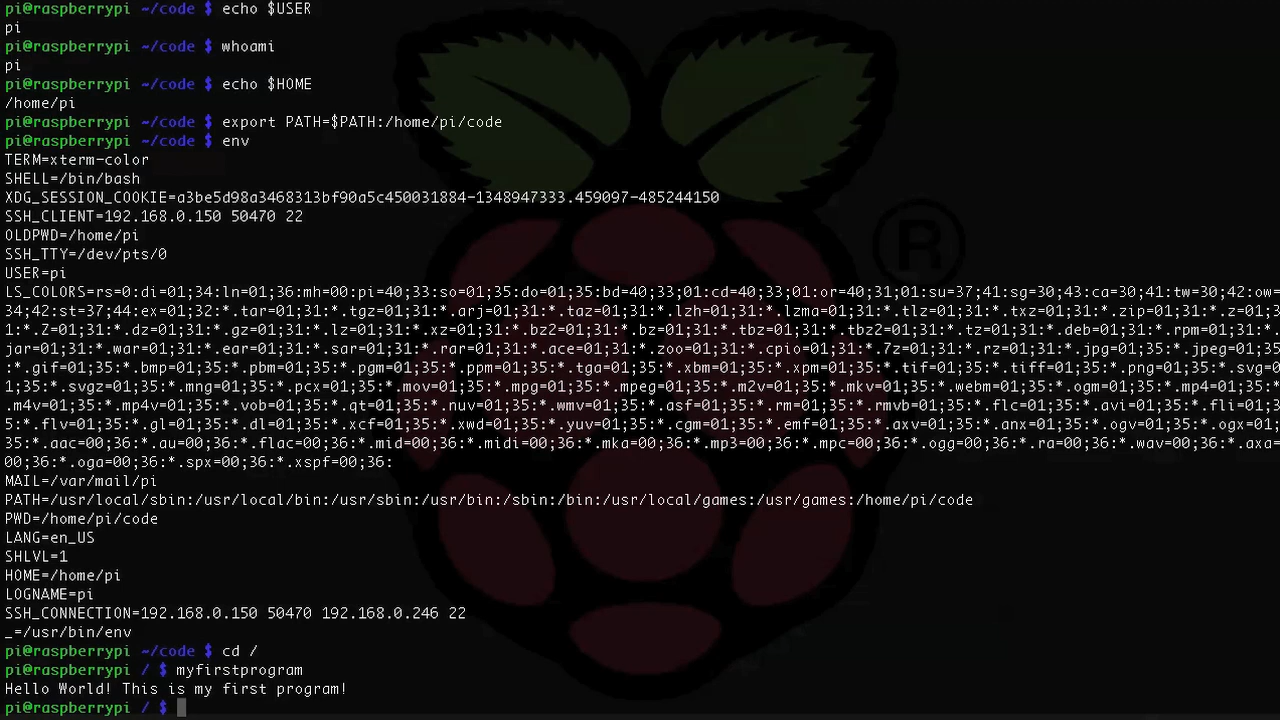 pi@raspberrypi ~/code $ echo $USER
pi
pi@raspberrypi ~/code $ whoami
pi
pi@raspberrypi ~/code $ echo $HOME
/home/pi
pi@raspberrypi ~/code $ export PATH=$PATH:/home/pi/code
pi@raspberrypi ~/code $ env
TERM=xterm-color
SHELL=/bin/bash
XDG_SESSION_COOKIE=a3be5d98a3468313bf90a5c450031884-1348947333.459097-485244150
SSH_CLIENT=192.168.0.150 50470 22
OLDPWD=/home/pi
SSH_TTY=/dev/pts/0
USER=pi
LS_COLORS=rs=0:di=01;34:ln=01;36:mh=00:pi=40;33:so=01;35:do=01;35:bd=40;33;01:cd=40;33;01:or=40;31;01:su=37;41:sg=30;43:ca=30;41:tw=30;42:ow=
34;42:st=37;44:ex=01;32:*.tar=01;31:*.tgz=01;31:*.arj=01;31:*.taz=01;31:*.lzh=01;31:*.lzma=01;31:*.tlz=01;31:*.txz=01;31:*.zip=01;31:*.z=01;3
1:*.Z=01;31:*.dz=01;31:*.gz=01;31:*.lz=01;31:*.xz=01;31:*.bz2=01;31:*.bz=01;31:*.tbz=01;31:*.tbz2=01;31:*.tz=01;31:*.deb=01;31:*.rpm=01;31:*.
jar=01;31:*.war=01;31:*.ear=01;31:*.sar=01;31:*.rar=01;31:*.ace=01;31:*.zoo=01;31:*.cpio=01;31:*.7z=01;31:*.rz=01;31:*.jpg=01;35:*.jpeg=01;35
:*.gif=01;35:*.bmp=01;35:*.pbm=01;35:*.pgm=01;35:*.ppm=01;35:*.tga=01;35:*.xbm=01;35:*.xpm=01;35:*.tif=01;35:*.tiff=01;35:*.png=01;35:*.svg=0
1;35:*.svgz=01;35:*.mng=01;35:*.pcx=01;35:*.mov=01;35:*.mpg=01;35:*.mpeg=01;35:*.m2v=01;35:*.mkv=01;35:*.webm=01;35:*.ogm=01;35:*.mp4=01;35:*
.m4v=01;35:*.mp4v=01;35:*.vob=01;35:*.qt=01;35:*.nuv=01;35:*.wmv=01;35:*.asf=01;35:*.rm=01;35:*.rmvb=01;35:*.flc=01;35:*.avi=01;35:*.fli=01;3
5:*.flv=01;35:*.gl=01;35:*.dl=01;35:*.xcf=01;35:*.xwd=01;35:*.yuv=01;35:*.cgm=01;35:*.emf=01;35:*.axv=01;35:*.anx=01;35:*.ogv=01;35:*.ogx=01;
35:*.aac=00;36:*.au=00;36:*.flac=00;36:*.mid=00;36:*.midi=00;36:*.mka=00;36:*.mp3=00;36:*.mpc=00;36:*.ogg=00;36:*.ra=00;36:*.wav=00;36:*.axa=
00;36:*.oga=00;36:*.spx=00;36:*.xspf=00;36:
MAIL=/var/mail/pi
PATH=/usr/local/sbin:/usr/local/bin:/usr/sbin:/usr/bin:/sbin:/bin:/usr/local/games:/usr/games:/home/pi/code
PWD=/home/pi/code
LANG=en_US
SHLVL=1
HOME=/home/pi
LOGNAME=pi
SSH_CONNECTION=192.168.0.150 50470 192.168.0.246 22
_=/usr/bin/env
pi@raspberrypi ~/code $ cd /
pi@raspberrypi / $ myfirstprogram
Hello World! This is my first program!
pi@raspberrypi / $
®